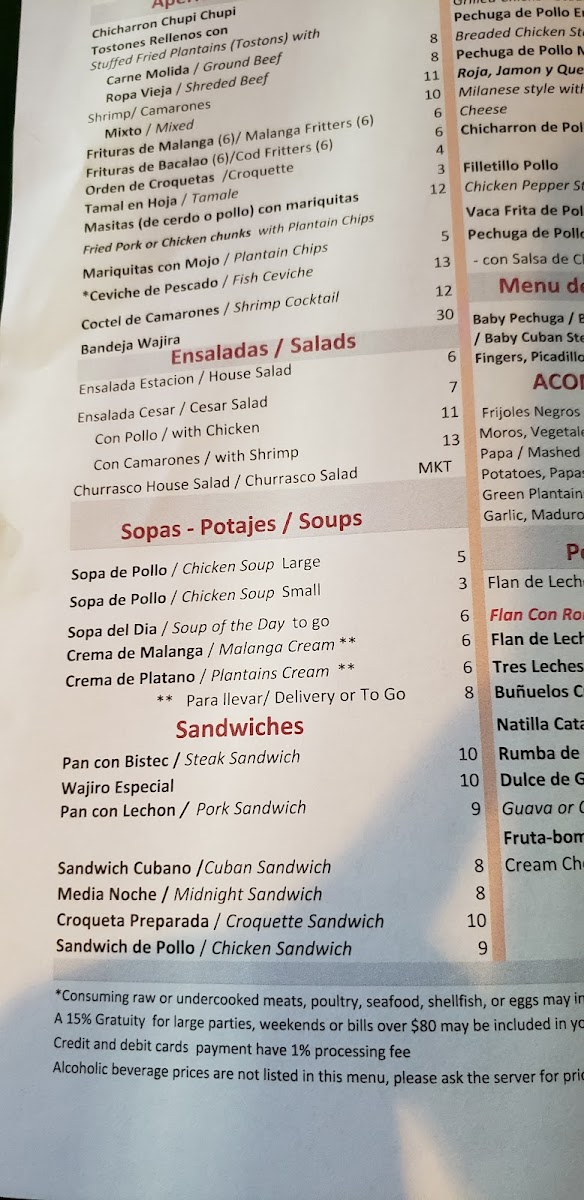 Chicharron Chupi Chupi
Tostones Rellenos con
Stuffed Fried Plantains (Tostons) with
Carne Molida / Ground Beef 8
Ropa Vieja / Shreded Beef 8
Shrimp/ Camarones 11
Mixto / Mixed 10
Frituras de Malanga (6)/ Malanga Fritters (6) 6
Frituras de Bacalao (6)/Cod Fritters (6) 6
Orden de Croquetas /Croquette 4
Tamal en Hoja / Tamale 3
Masitas (de cerdo o pollo) con mariquitas 12
Fried Pork or Chicken chunks with Plantain Chips
Mariquitas con Mojo / Plantain Chips 5
*Ceviche de Pescado / Fish Ceviche 13
Coctel de Camarones / Shrimp Cocktail 12
Bandeja Wajira 30
Ensaladas / Salads
Ensalada Estacion / House Salad 6
Ensalada Cesar / Cesar Salad 7
Con Pollo / with Chicken 11
Con Camarones / with Shrimp 13
Churrasco House Salad / Churrasco Salad MKT
Sopas - Potajes / Soups
Sopa de Pollo / Chicken Soup Large 5
Sopa de Pollo / Chicken Soup Small 3
Sopa del Dia / Soup of the Day to go 6
Crema de Malanga / Malanga Cream ** 6
Crema de Platano / Plantains Cream ** 6
** Para llevar/ Delivery or To Go 8
Sandwiches
Pan con Bistec / Steak Sandwich 10
Wajiro Especial 10
Pan con Lechon / Pork Sandwich 9
Sandwich Cubano /Cuban Sandwich 8
Media Noche / Midnight Sandwich 8
Croqueta Preparada / Croquette Sandwich 10
Sandwich de Pollo / Chicken Sandwich 9
*Consuming raw or undercooked meats, poultry, seafood, shellfish, or eggs may in
A 15% Gratuity for large parties, weekends or bills over $80 may be included in yo
Credit and debit cards payment have 1% processing fee
Alcoholic beverage prices are not listed in this menu, please ask the server for pric
Pechuga de Pollo E
Breaded Chicken St
Pechuga de Pollo
Roja, Jamon y Que
Milanese style with
Cheese
Chicharron de Pol
Filletillo Pollo
Chicken Pepper St
Vaca Frita de Pol
Pechuga de Pollo
- con Salsa de C
Menu de
Baby Pechuga /
/ Baby Cuban Ste
Fingers, Picadillo
ACO
Frijoles Negros
Moros, Vegetale
Papa / Mashed
Potatoes, Papas
Green Plantain
Garlic, Maduro
Flan de Lech
Flan Con Ro
Flan de Lech
Tres Leches
Buñuelos C
Natilla Cata
Rumba de
Dulce de G
Guava or
Fruta-bom
Cream Che